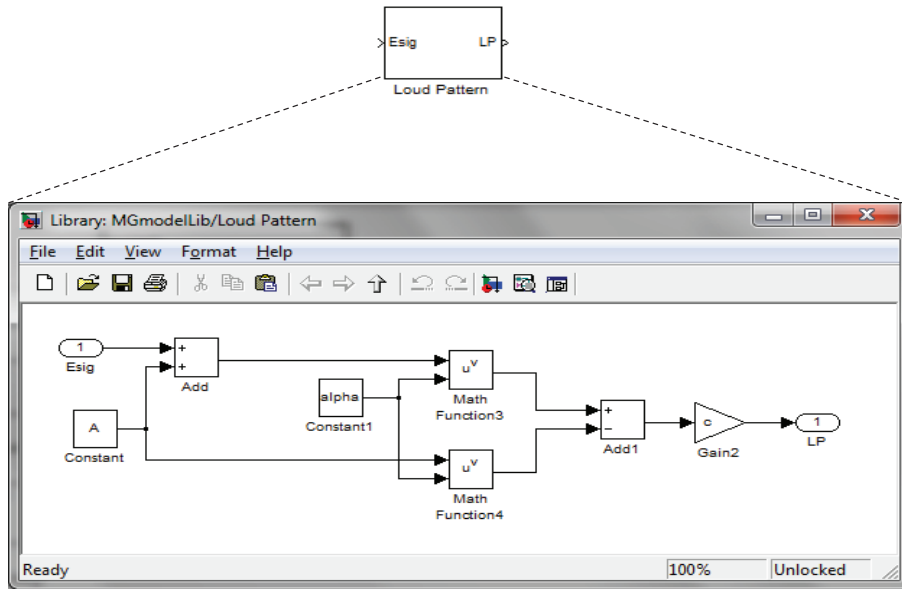 Esig LP
Loud Pattern
Library: MGmodelLib/Loud Pattern
File Edit View Format Help
1
Esig
+
+
Add
A
Constant
alpha
Constant1
u^v
Math
Function3
u^v
Math
Function4
+
−
Add1
c
Gain2
1
LP
Ready 100% Unlocked